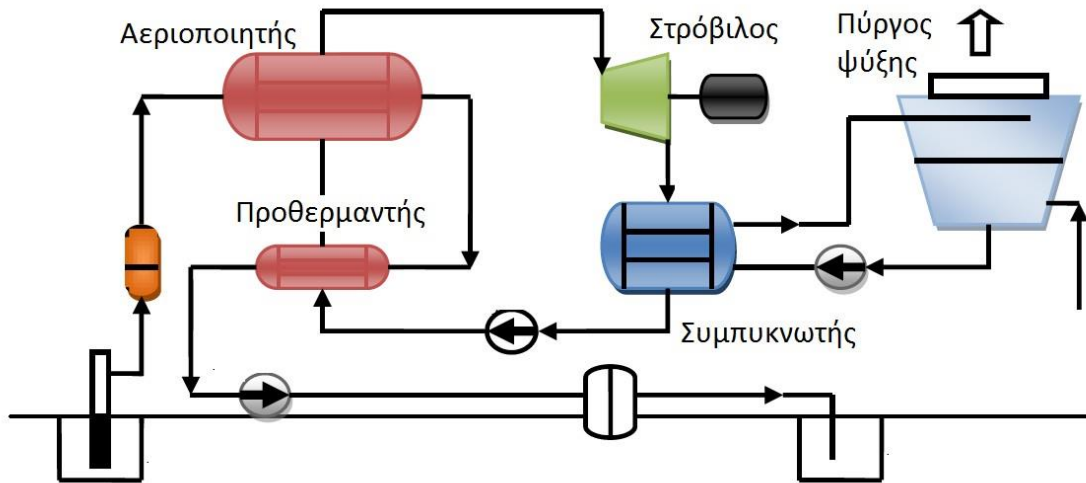 Αεριοποιητής
Στρόβιλος
Πύργος
ψύξης
Προθερμαντής
Συμπυκνωτής